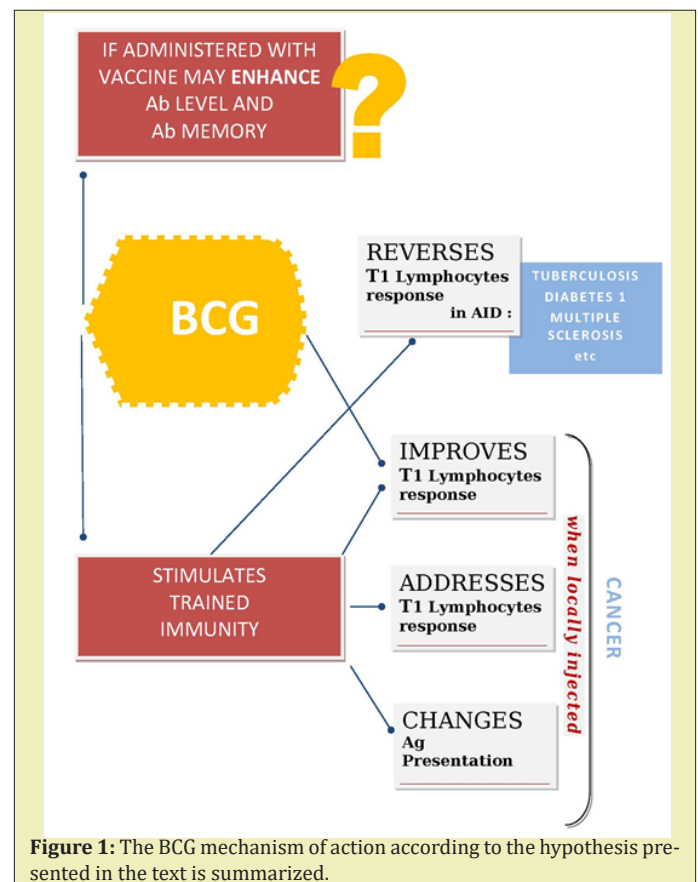 IF ADMINISTERED WITH
VACCINE MAY ENHANCE
Ab LEVEL AND
Ab MEMORY
?
BCG
REVERSES
T1 Lymphocytes
response
in AID :
TUBERCULOSIS
DIABETES 1
MULTIPLE
SCLEROSIS
etc
IMPROVES
T1 Lymphocytes
response
STIMULATES
TRAINED
IMMUNITY
ADDRESSES
T1 Lymphocytes
response
CHANGES
Ag
Presentation
when locally injected
CANCER
Figure 1: The BCG mechanism of action according to the hypothesis pre-
sented in the text is summarized.